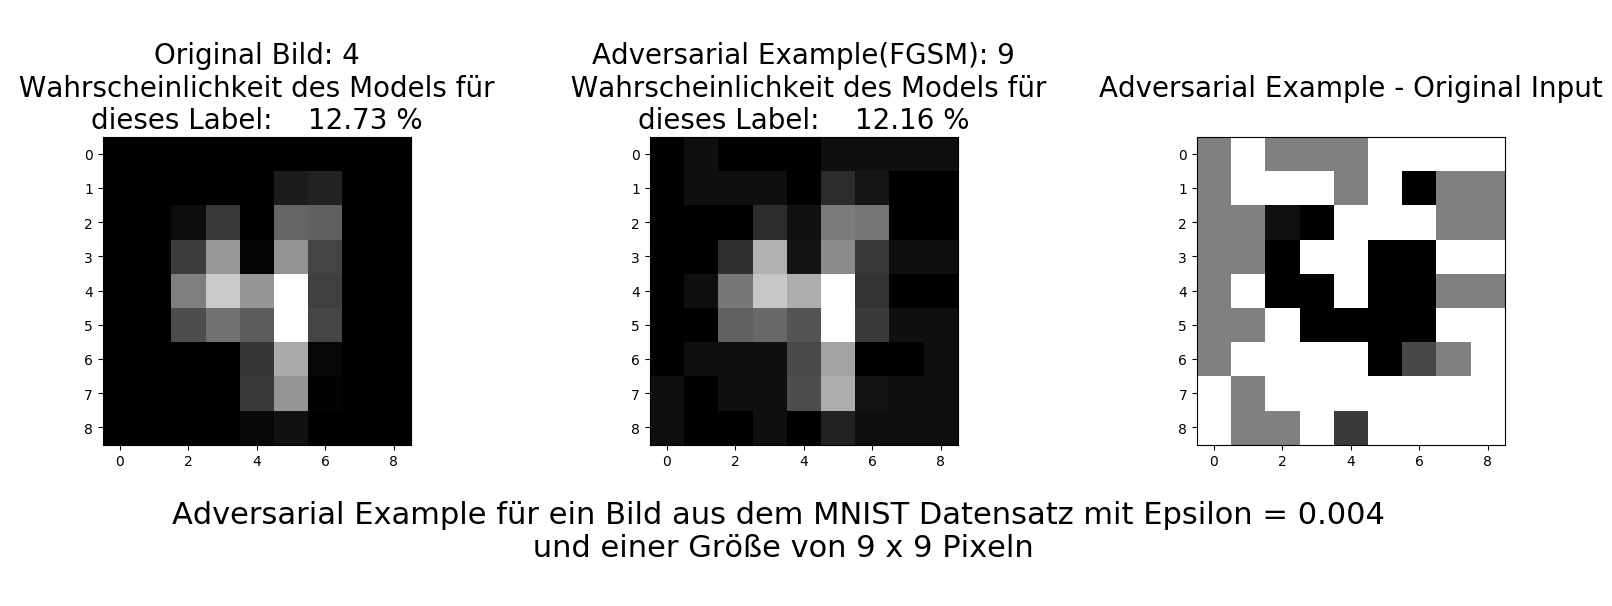 Original Bild: 4
Wahrscheinlichkeit des Models für
dieses Label: 12.73 %
Adversarial Example(FGSM): 9
Wahrscheinlichkeit des Models für
dieses Label: 12.16 %
Adversarial Example - Original Input
0
1
2
3
4
5
6
7
8
0 2 4 6 8
0
1
2
3
4
5
6
7
8
0 2 4 6 8
0
1
2
3
4
5
6
7
8
0 2 4 6 8
Adversarial Example für ein Bild aus dem MNIST Datensatz mit Epsilon = 0.004
und einer Größe von 9 x 9 Pixeln